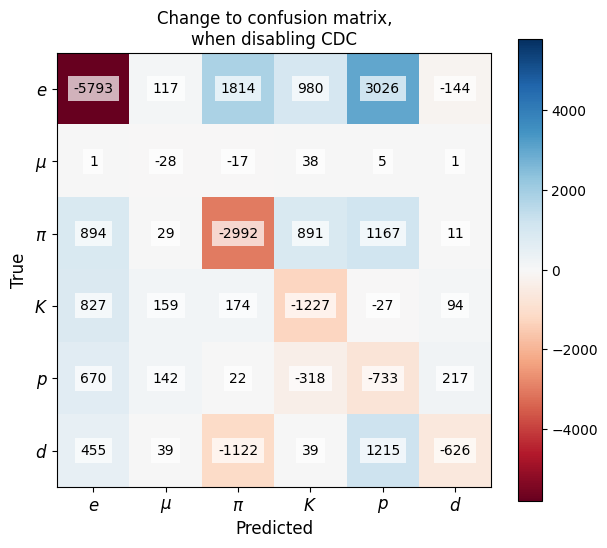 Change to confusion matrix,
when disabling CDC
e -5793 117 1814 980 3026 -144
μ 1 -28 -17 38 5 1
π 894 29 -2992 891 1167 11
K 827 159 174 -1227 -27 94
p 670 142 22 -318 -733 217
d 455 39 -1122 39 1215 -626
e μ π K p d
Predicted
True
4000
2000
0
−2000
−4000